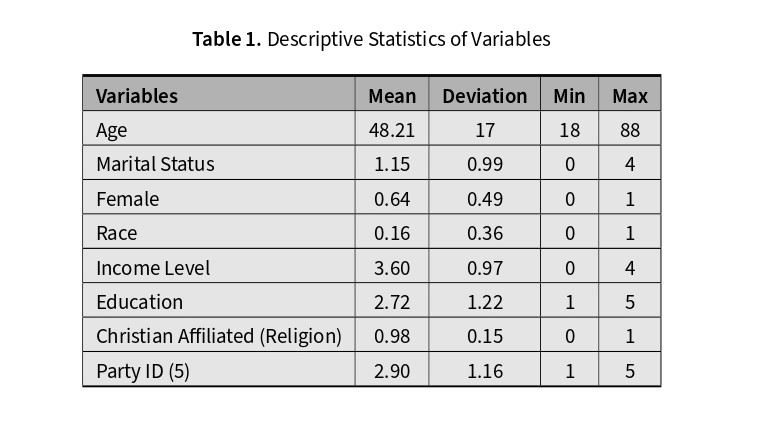 Table 1. Descriptive Statistics of Variables
Variables Mean Deviation Min Max
Age 48.21 17 18 88
Marital Status 1.15 0.99 0 4
Female 0.64 0.49 0 1
Race 0.16 0.36 0 1
Income Level 3.60 0.97 0 4
Education 2.72 1.22 1 5
Christian Affiliated (Religion) 0.98 0.15 0 1
Party ID (5) 2.90 1.16 1 5